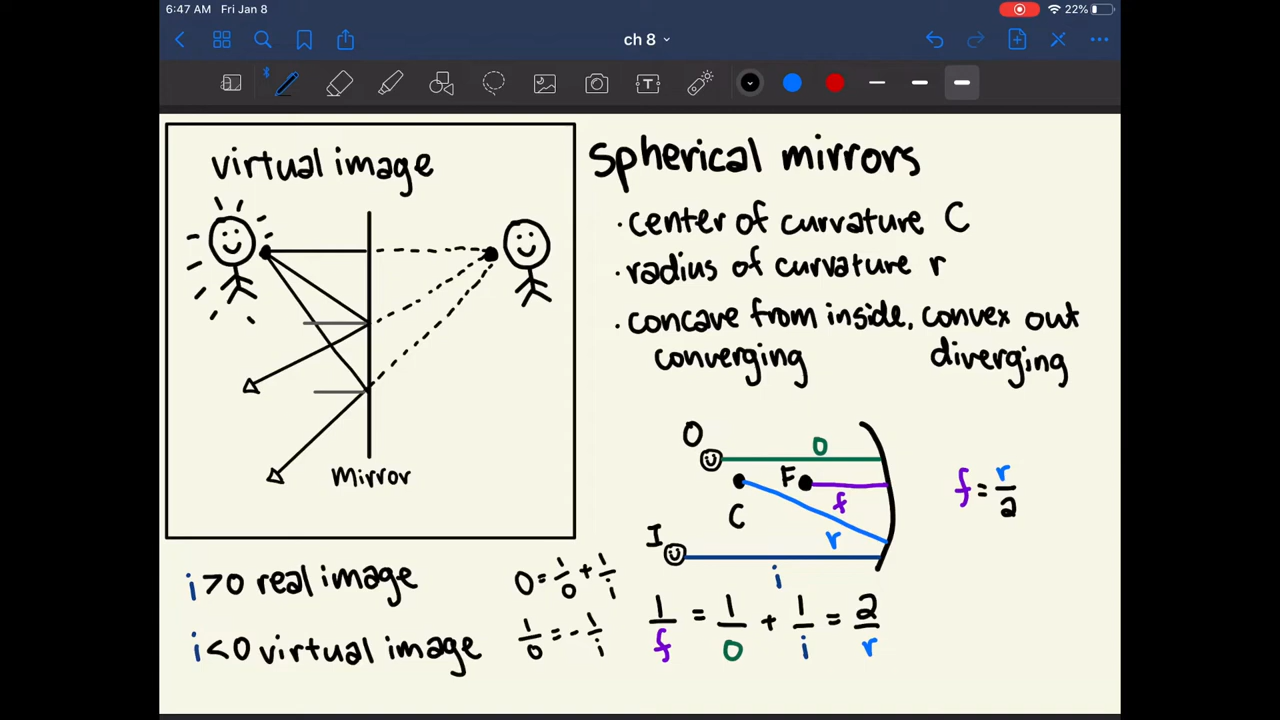 6:47 AM Fri Jan 8
22%
ch 8
T
virtual image
Mirror
spherical mirrors
· center of curvature C
· radius of curvature r
· concave from inside, convex out
converging diverging
O
o
F
f
C
r
I
i
f = r/2
i >0 real image
i <0 virtual image
0 = 1/o + 1/i
1/o = - 1/i
1/f = 1/o + 1/i = 2/r